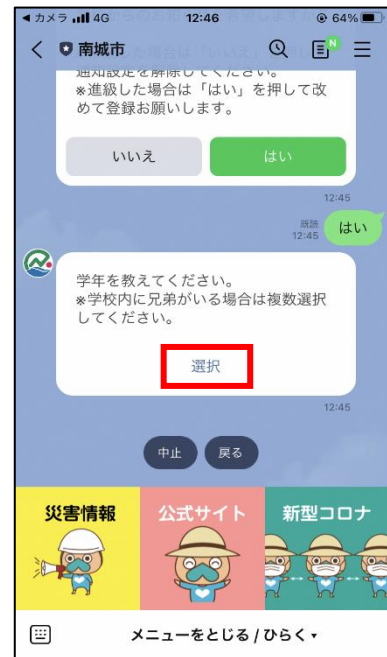 カメラ 4G 12:46 64%
南城市 N
通知設定を解除してください。
※進級した場合は「はい」を押して改
めて登録お願いします。
いいえ はい
12:45
既読
12:45 はい
学年を教えてください。
※学校内に兄弟がいる場合は複数選択
してください。
選択
12:45
中止 戻る
災害情報 公式サイト 新型コロナ
メニューをとじる / ひらく